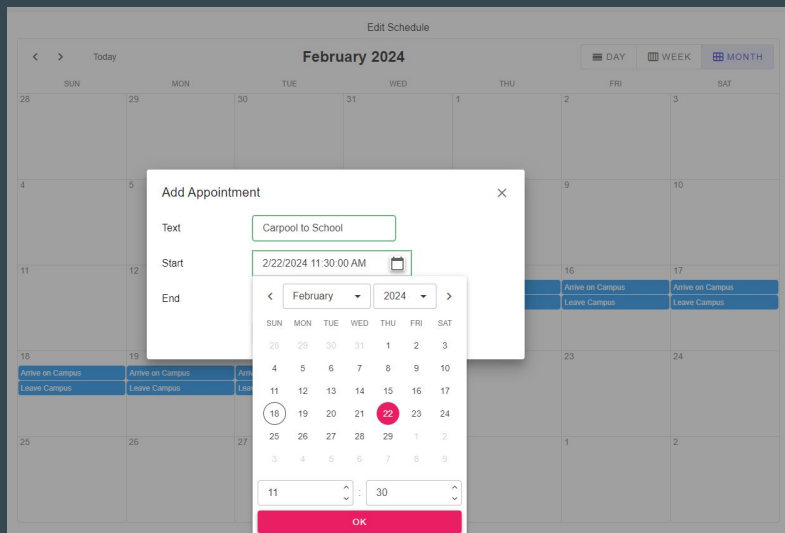 Edit Schedule
Today
February 2024
DAY WEEK MONTH
SUN MON TUE WED THU FRI SAT
28 29 30 31 1 2 3
4 5 9 10
Add Appointment
Text Carpool to School
Start 2/22/2024 11:30:00 AM
End
11 12 16 17
Arrive on Campus Arrive on Campus
Leave Campus Leave Campus
February 2024
SUN MON TUE WED THU FRI SAT
28 29 30 31 1 2 3
4 5 6 7 8 9 10
11 12 13 14 15 16 17
18 19 20 21 22 23 24
25 26 27 28 29 1 2
3 4 5 6 7 8 9
11 : 30
OK
18 19 23 24
Arrive on Campus Arrive on Campus
Leave Campus Leave Campus
25 26 27 1 2